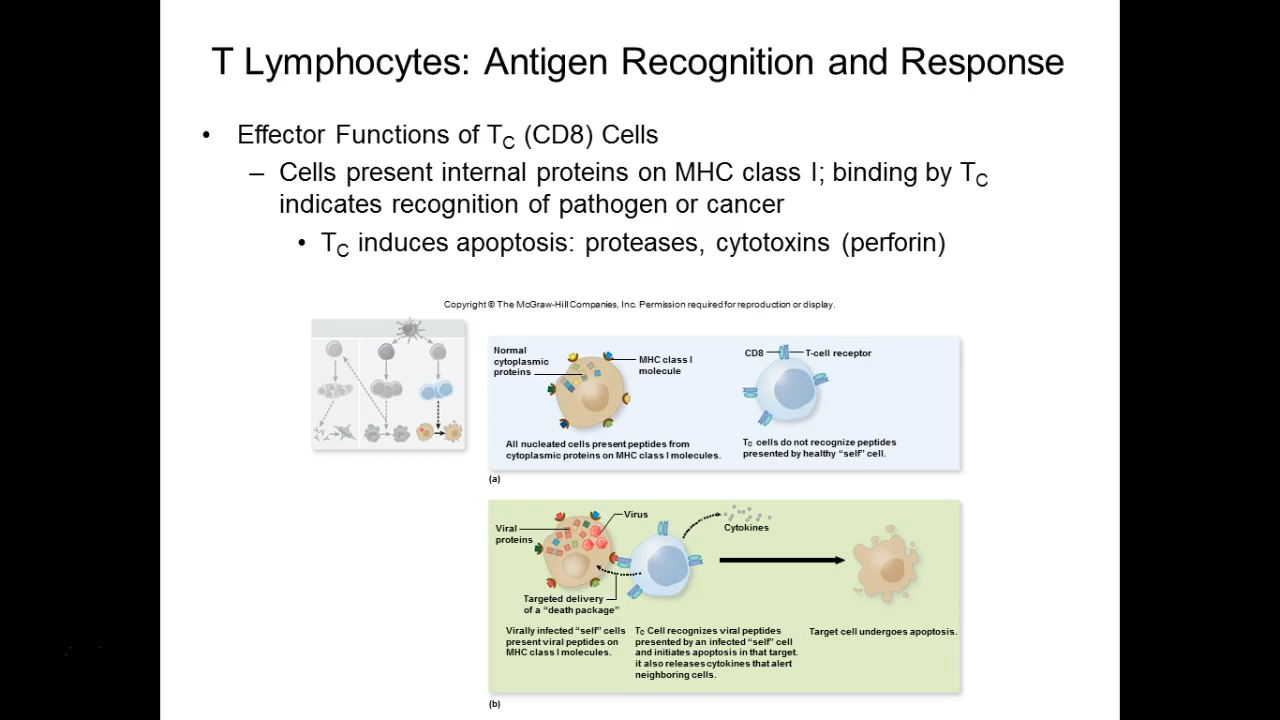 T Lymphocytes: Antigen Recognition and Response
• Effector Functions of TC (CD8) Cells
– Cells present internal proteins on MHC class I; binding by TC
indicates recognition of pathogen or cancer
• TC induces apoptosis: proteases, cytotoxins (perforin)
Copyright © The McGraw-Hill Companies, Inc. Permission required for reproduction or display.
Normal
cytoplasmic
proteins
MHC class I
molecule
CD8
T-cell receptor
All nucleated cells present peptides from
cytoplasmic proteins on MHC class I molecules.
TC cells do not recognize peptides
presented by healthy “self” cell.
(a)
Viral
proteins
Virus
Cytokines
Targeted delivery
of a “death package”
Virally infected “self” cells
present viral peptides on
MHC class I molecules.
TC Cell recognizes viral peptides
presented by an infected “self” cell
and initiates apoptosis in that target.
it also releases cytokines that alert
neighboring cells.
Target cell undergoes apoptosis.
(b)